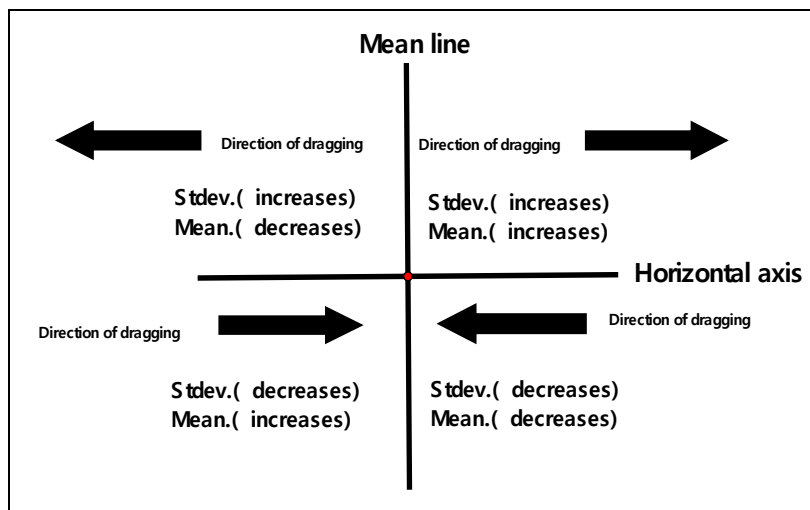 Mean line
Direction of dragging
Direction of dragging
Stdev.( increases)
Mean.( decreases)
Stdev.( increases)
Mean.( increases)
Horizontal axis
Direction of dragging
Direction of dragging
Stdev.( decreases)
Mean.( increases)
Stdev.( decreases)
Mean.( decreases)